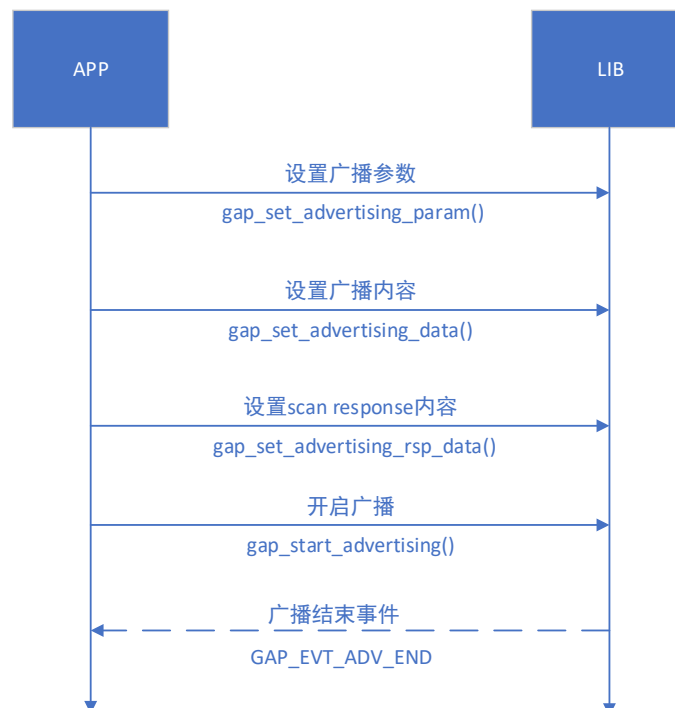 APP
LIB
设置广播参数
gap_set_advertising_param()
设置广播内容
gap_set_advertising_data()
设置scan response内容
gap_set_advertising_rsp_data()
开启广播
gap_start_advertising()
广播结束事件
GAP_EVT_ADV_END